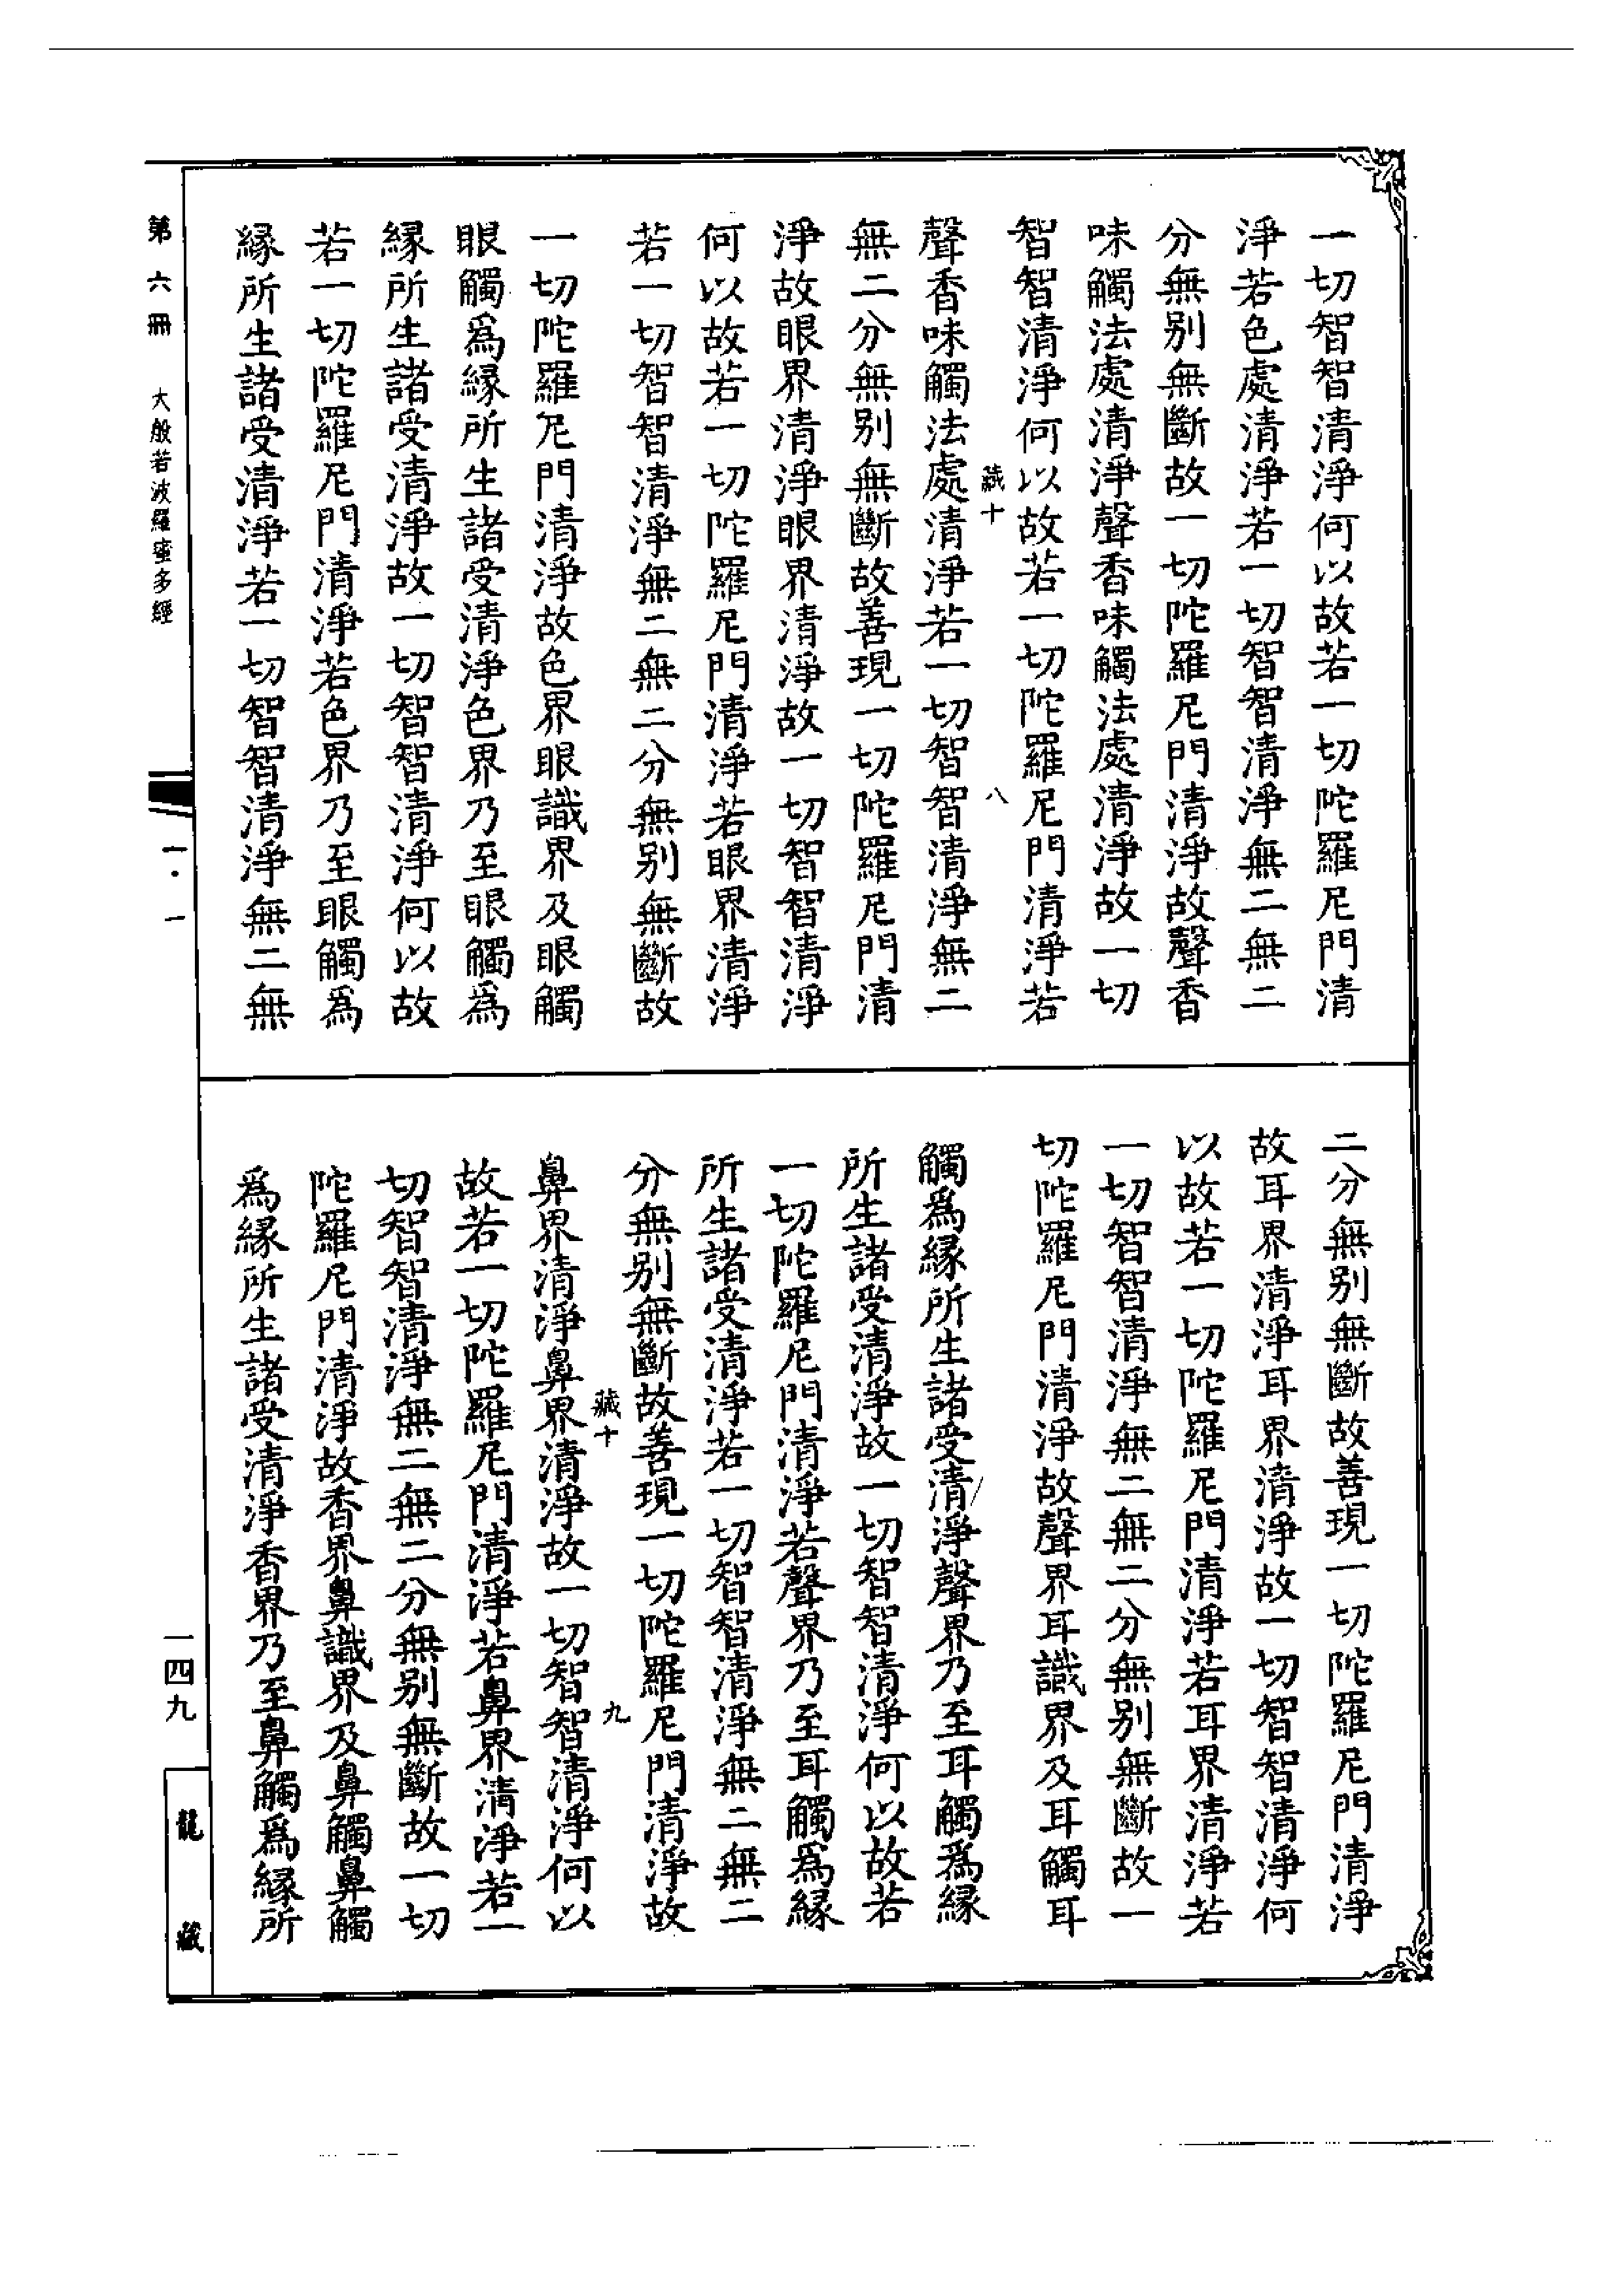 一切智智清淨何以故若一切陀羅尼門清
淨若色處清淨若一切智智清淨無二無二
分無别無斷故一切陀羅尼門清淨故聲香
味觸法處清淨聲香味觸法處清淨故一切
智智清淨何以故若一切陀羅尼門清淨若
藏十
八
聲香味觸法處清淨若一切智智清淨無二
無二分無别無斷故善現一切陀羅尼門清
淨故眼界清淨眼界清淨故一切智智清淨
何以故若一切陀羅尼門清淨若眼界清淨
若一切智智清淨無二無二分無别無斷故
一切陀羅尼門清淨故色界眼識界及眼觸
眼觸爲緣所生諸受清淨色界乃至眼觸爲
緣所生諸受清淨故一切智智清淨何以故
若一切陀羅尼門清淨若色界乃至眼觸爲
緣所生諸受清淨若一切智智清淨無二無
二分無别無斷故善現一切陀羅尼門清淨
故耳界清淨耳界清淨故一切智智清淨何
以故若一切陀羅尼門清淨若耳界清淨若
一切智智清淨無二無二分無别無斷故一
切陀羅尼門清淨故聲界耳識界及耳觸耳
觸爲緣所生諸受清淨聲界乃至耳觸爲緣
所生諸受清淨故一切智智清淨何以故若
一切陀羅尼門清淨若聲界乃至耳觸爲緣
所生諸受清淨若一切智智清淨無二無二
分無别無斷故善現一切陀羅尼門清淨故
藏十
九
鼻界清淨鼻界清淨故一切智智清淨何以
故若一切陀羅尼門清淨若鼻界清淨若一
切智智清淨無二無二分無别無斷故一切
陀羅尼門清淨故香界鼻識界及鼻觸鼻觸
爲緣所生諸受清淨香界乃至鼻觸爲緣所
第六冊
大般若波羅蜜多經
一·一
一四九
龍藏